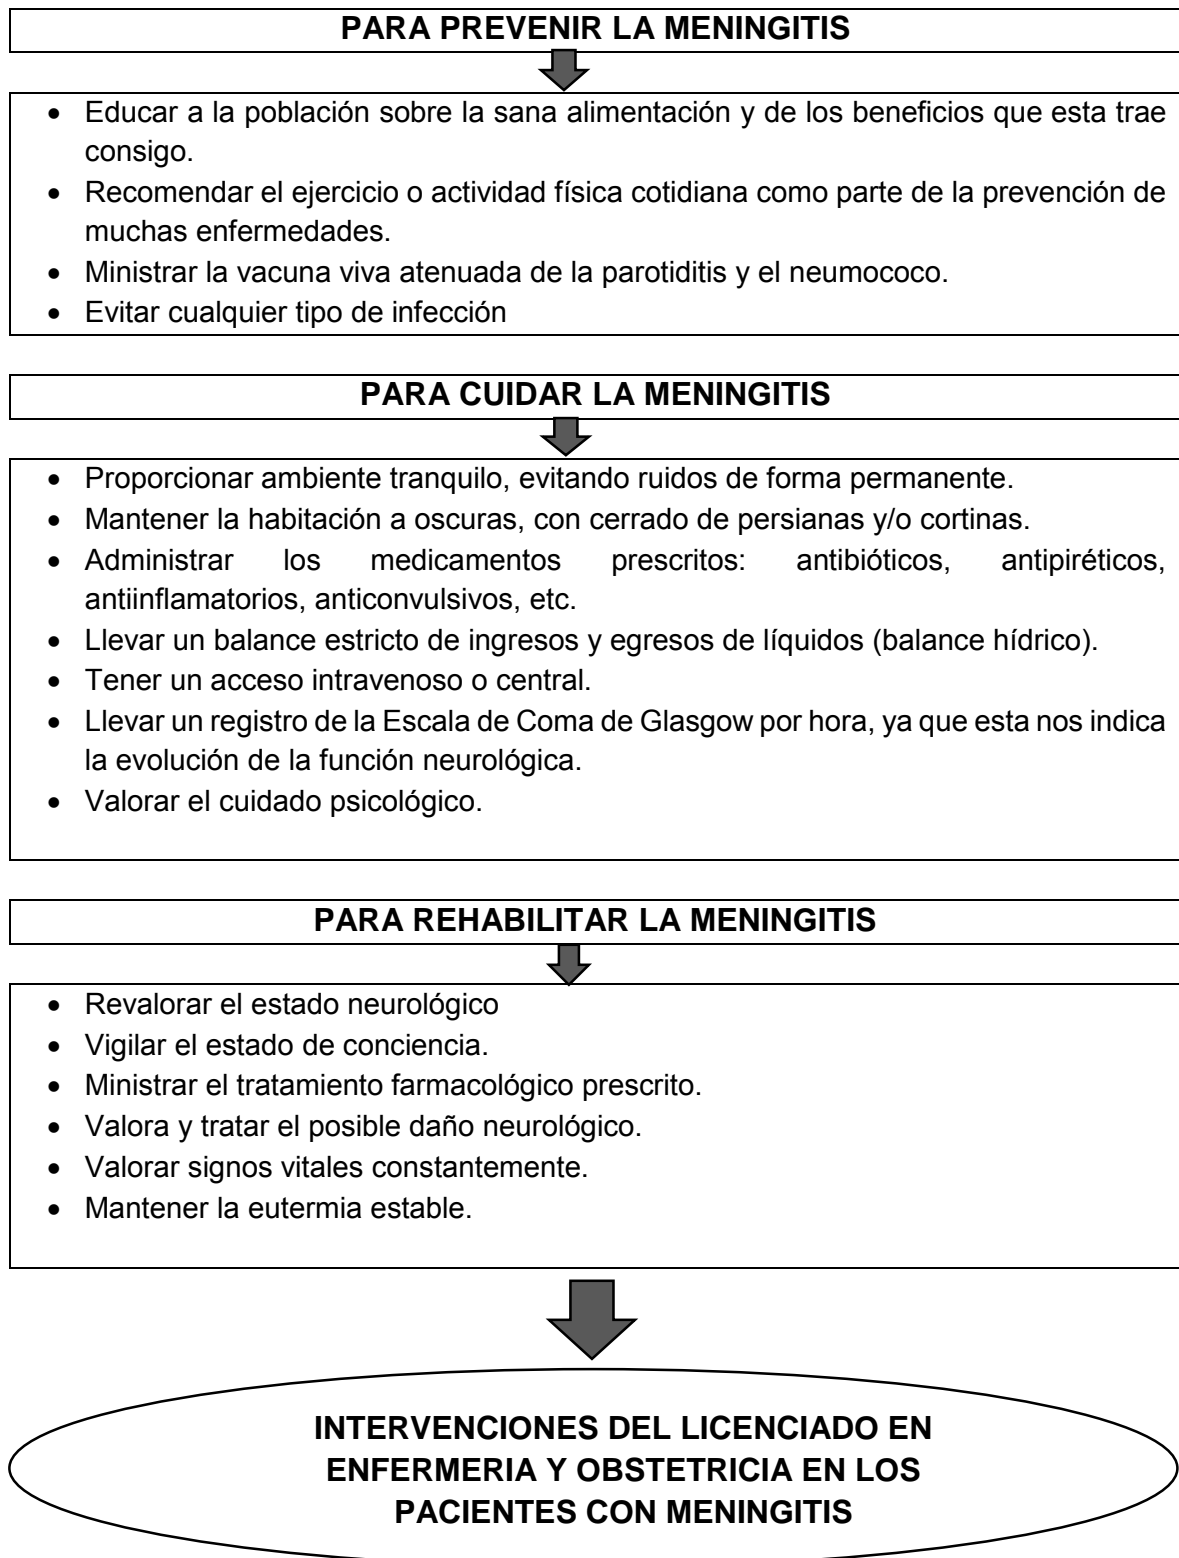 PARA PREVENIR LA MENINGITIS
• Educar a la población sobre la sana alimentación y de los beneficios que esta trae
consigo.
• Recomendar el ejercicio o actividad física cotidiana como parte de la prevención de
muchas enfermedades.
• Ministrar la vacuna viva atenuada de la parotiditis y el neumococo.
• Evitar cualquier tipo de infección
PARA CUIDAR LA MENINGITIS
• Proporcionar ambiente tranquilo, evitando ruidos de forma permanente.
• Mantener la habitación a oscuras, con cerrado de persianas y/o cortinas.
• Administrar los medicamentos prescritos: antibióticos, antipiréticos,
antiinflamatorios, anticonvulsivos, etc.
• Llevar un balance estricto de ingresos y egresos de líquidos (balance hídrico).
• Tener un acceso intravenoso o central.
• Llevar un registro de la Escala de Coma de Glasgow por hora, ya que esta nos indica
la evolución de la función neurológica.
• Valorar el cuidado psicológico.
PARA REHABILITAR LA MENINGITIS
• Revalorar el estado neurológico
• Vigilar el estado de conciencia.
• Ministrar el tratamiento farmacológico prescrito.
• Valora y tratar el posible daño neurológico.
• Valorar signos vitales constantemente.
• Mantener la eutermia estable.
INTERVENCIONES DEL LICENCIADO EN
ENFERMERIA Y OBSTETRICIA EN LOS
PACIENTES CON MENINGITIS